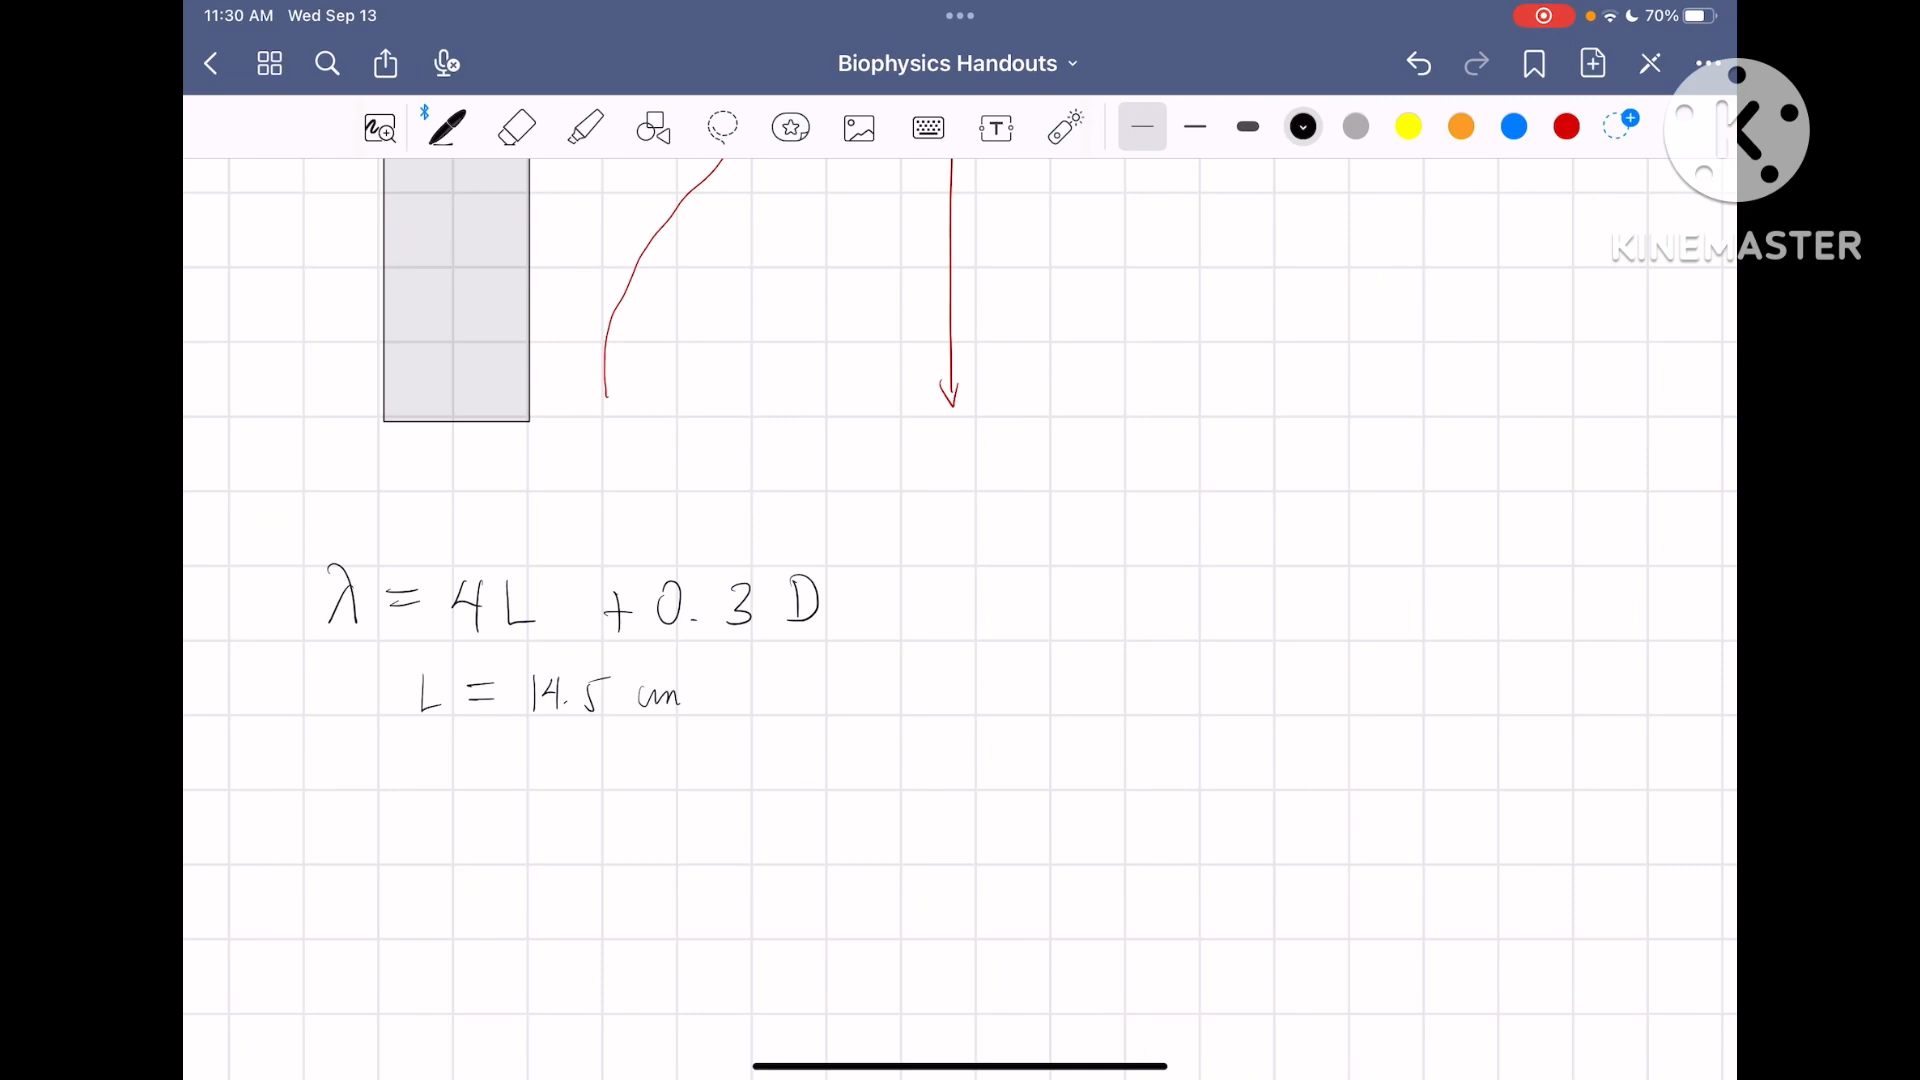 11:30 AM Wed Sep 13
70%
Biophysics Handouts
T
KINEMASTER
λ = 4L + 0.3 D
L = 14.5 cm